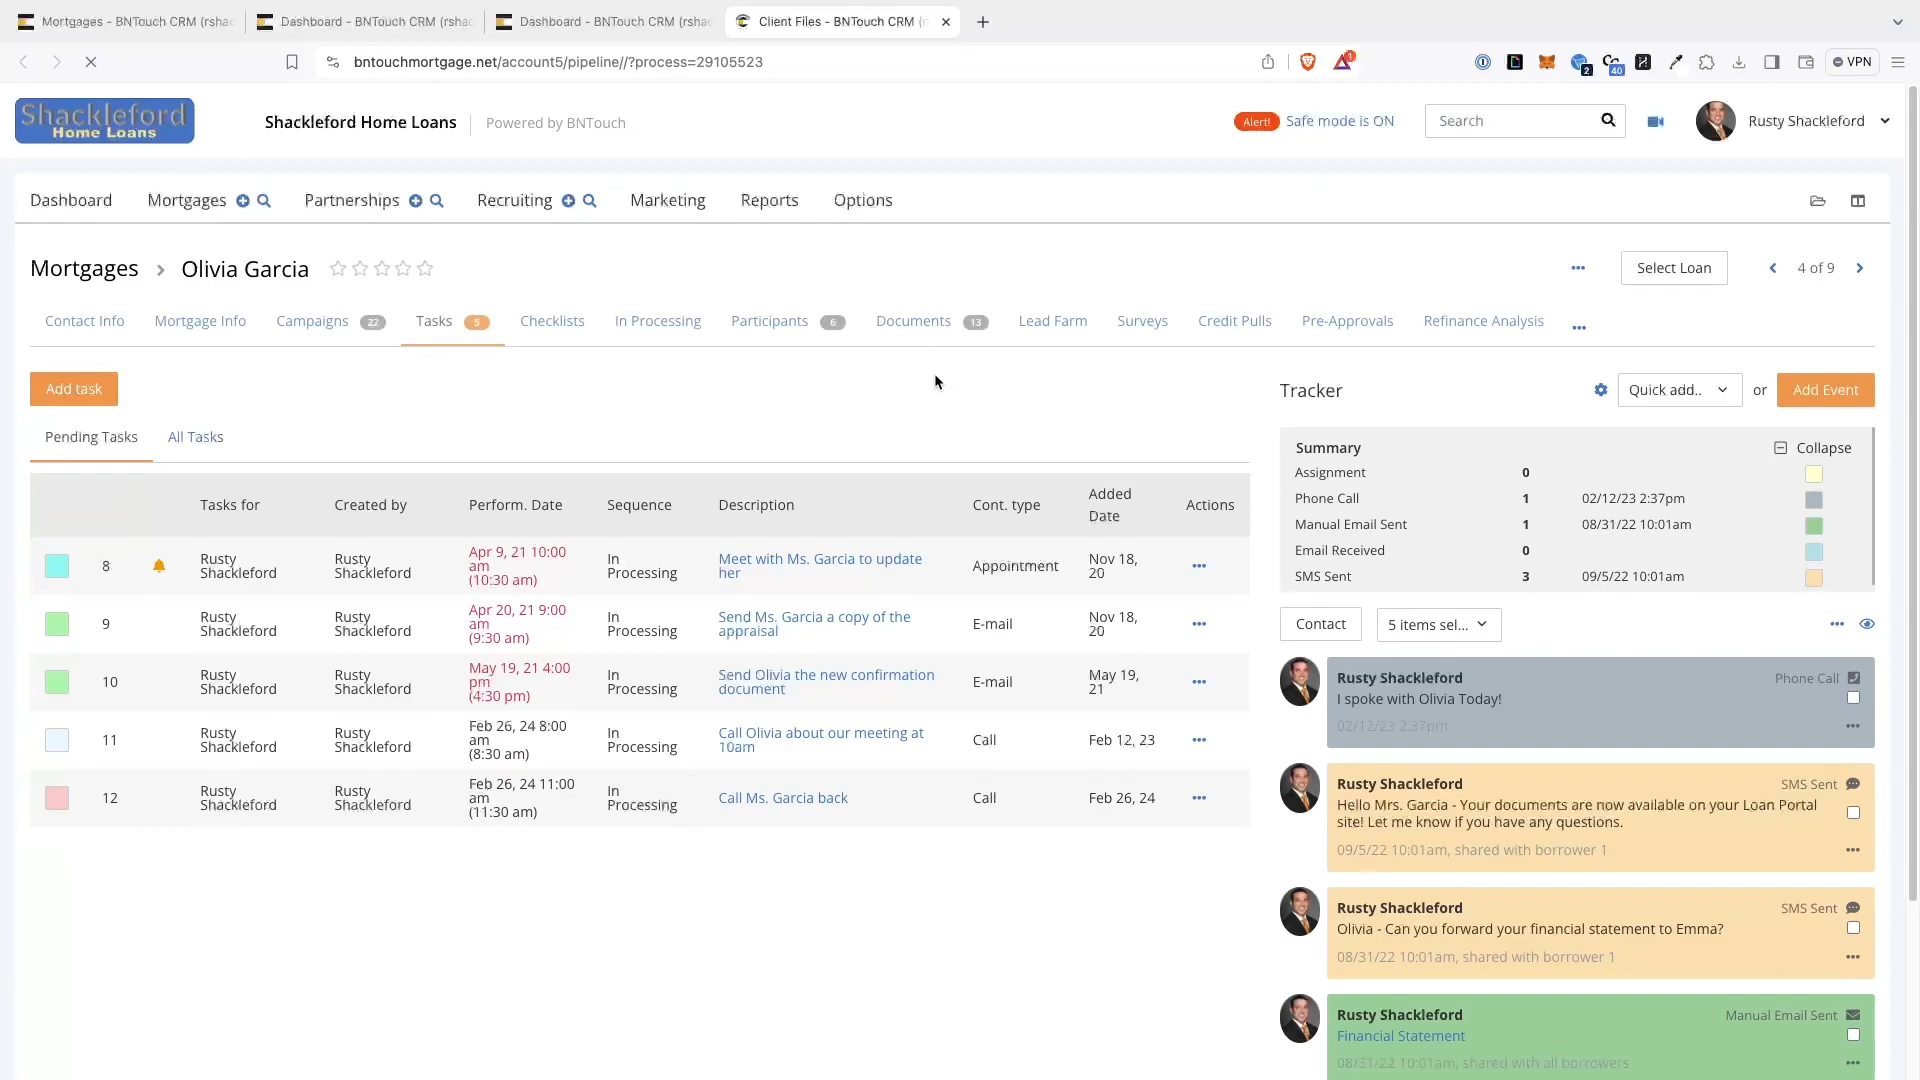 Mortgages - BNTouch CRM (rshac
Dashboard - BNTouch CRM (rshac
Dashboard - BNTouch CRM (rshac
Client Files - BNTouch CRM (r
bntouchmortgage.net/account5/pipeline//?process=29105523
1
2
40
VPN
Shackleford
Home Loans
Shackleford Home Loans
Powered by BNTouch
Alert! Safe mode is ON
Search
Rusty Shackleford
Dashboard
Mortgages
Partnerships
Recruiting
Marketing
Reports
Options
Mortgages > Olivia Garcia
Select Loan
4 of 9
Contact Info
Mortgage Info
Campaigns 22
Tasks 5
Checklists
In Processing
Participants 6
Documents 13
Lead Farm
Surveys
Credit Pulls
Pre-Approvals
Refinance Analysis
Add task
Pending Tasks
All Tasks
Tasks for
Created by
Perform. Date
Sequence
Description
Cont. type
Added
Date
Actions
8
Rusty
Shackleford
Rusty
Shackleford
Apr 9, 21 10:00
am
(10:30 am)
In
Processing
Meet with Ms. Garcia to update
her
Appointment
Nov 18,
20
9
Rusty
Shackleford
Rusty
Shackleford
Apr 20, 21 9:00
am
(9:30 am)
In
Processing
Send Ms. Garcia a copy of the
appraisal
E-mail
Nov 18,
20
10
Rusty
Shackleford
Rusty
Shackleford
May 19, 21 4:00
pm
(4:30 pm)
In
Processing
Send Olivia the new confirmation
document
E-mail
May 19,
21
11
Rusty
Shackleford
Rusty
Shackleford
Feb 26, 24 8:00
am
(8:30 am)
In
Processing
Call Olivia about our meeting at
10am
Call
Feb 12, 23
12
Rusty
Shackleford
Rusty
Shackleford
Feb 26, 24 11:00
am
(11:30 am)
In
Processing
Call Ms. Garcia back
Call
Feb 26, 24
Tracker
Quick add..
or
Add Event
Summary
Collapse
Assignment 0
Phone Call 1 02/12/23 2:37pm
Manual Email Sent 1 08/31/22 10:01am
Email Received 0
SMS Sent 3 09/5/22 10:01am
Contact
5 items sel...
Rusty Shackleford
Phone Call
I spoke with Olivia Today!
02/12/23 2:37pm
Rusty Shackleford
SMS Sent
Hello Mrs. Garcia - Your documents are now available on your Loan Portal
site! Let me know if you have any questions.
09/5/22 10:01am, shared with borrower 1
Rusty Shackleford
SMS Sent
Olivia - Can you forward your financial statement to Emma?
08/31/22 10:01am, shared with borrower 1
Rusty Shackleford
Manual Email Sent
Financial Statement
08/31/22 10:01am, shared with all borrowers